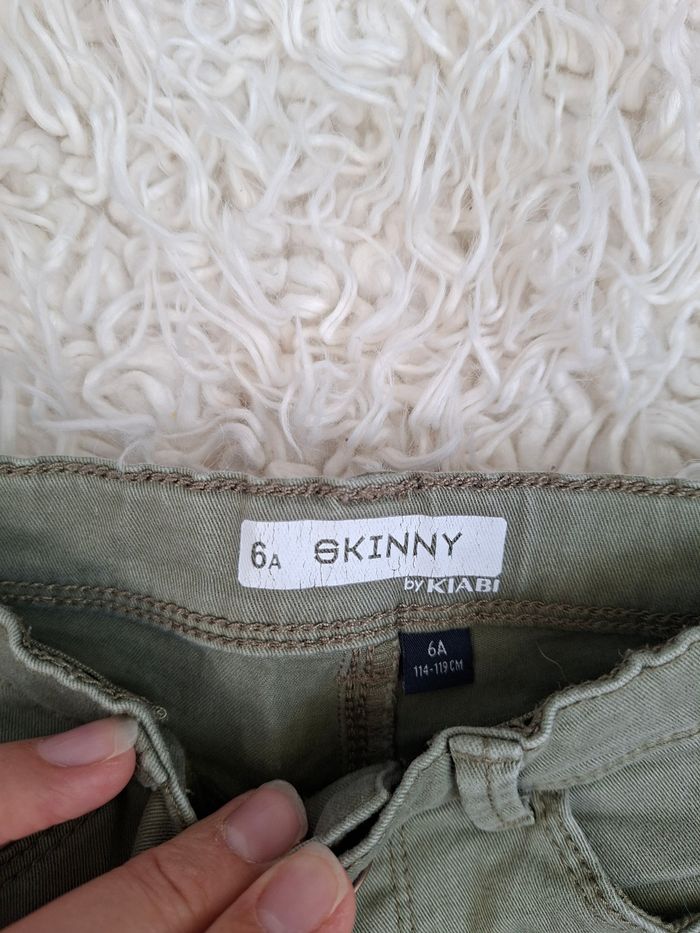 6A SKINNY
by KIABI
6A
114-119 CM